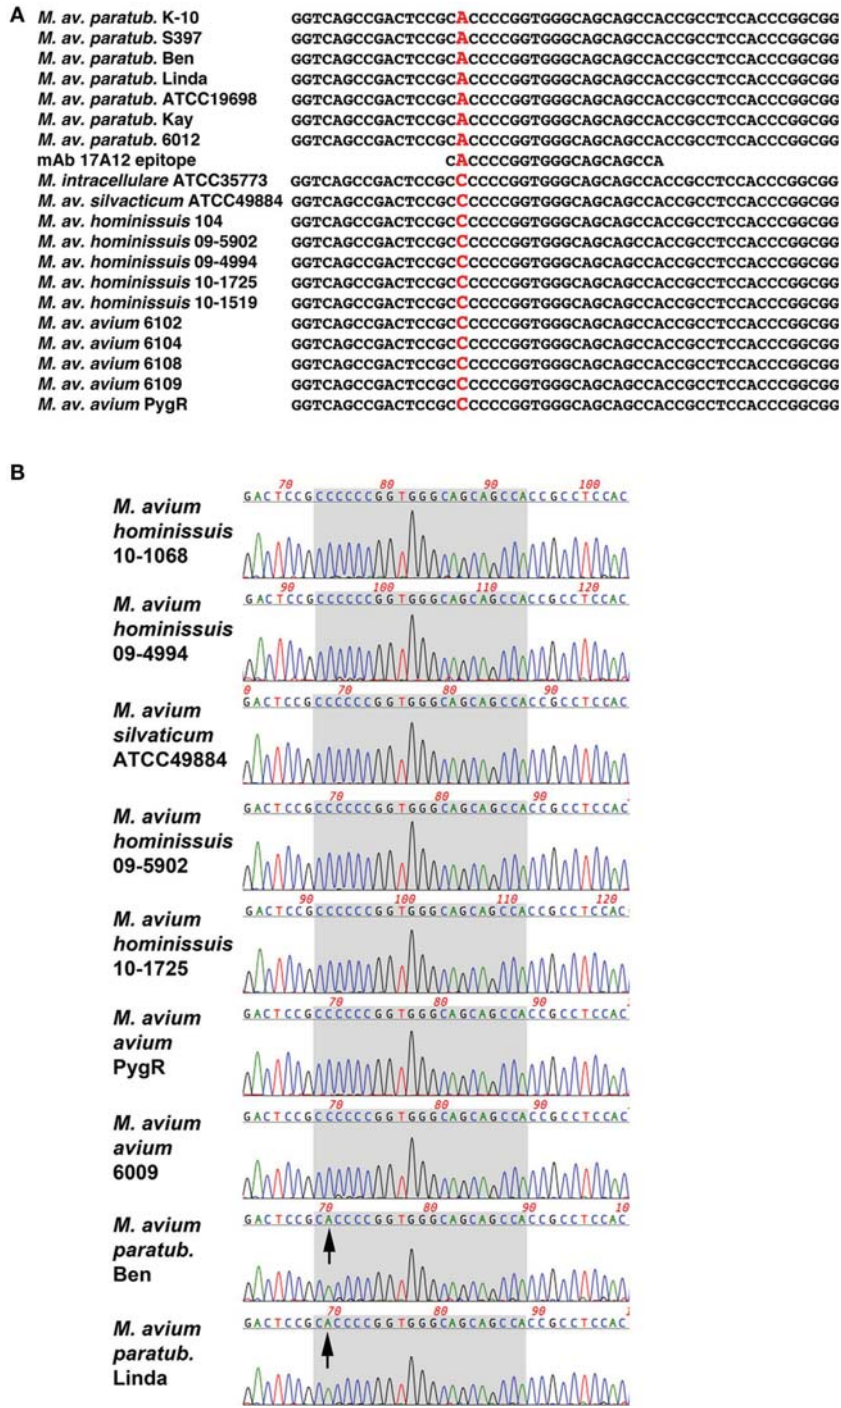 A
M. av. paratub. K-10 GGTCAGCCGACTCCGCACCCCGGTGGGCAGCAGCCACCGCCTCCACCCGGCGG
M. av. paratub. S397 GGTCAGCCGACTCCGCACCCCGGTGGGCAGCAGCCACCGCCTCCACCCGGCGG
M. av. paratub. Ben GGTCAGCCGACTCCGCACCCCGGTGGGCAGCAGCCACCGCCTCCACCCGGCGG
M. av. paratub. Linda GGTCAGCCGACTCCGCACCCCGGTGGGCAGCAGCCACCGCCTCCACCCGGCGG
M. av. paratub. ATCC19698 GGTCAGCCGACTCCGCACCCCGGTGGGCAGCAGCCACCGCCTCCACCCGGCGG
M. av. paratub. Kay GGTCAGCCGACTCCGCACCCCGGTGGGCAGCAGCCACCGCCTCCACCCGGCGG
M. av. paratub. 6012 GGTCAGCCGACTCCGCACCCCGGTGGGCAGCAGCCACCGCCTCCACCCGGCGG
mAb 17A12 epitope CACCCCGGTGGGCAGCAGCCA
M. intracellulare ATCC35773 GGTCAGCCGACTCCGCCCCCCGGTGGGCAGCAGCCACCGCCTCCACCCGGCGG
M. av. silvacticum ATCC49884 GGTCAGCCGACTCCGCCCCCCGGTGGGCAGCAGCCACCGCCTCCACCCGGCGG
M. av. hominissuis 104 GGTCAGCCGACTCCGCCCCCCGGTGGGCAGCAGCCACCGCCTCCACCCGGCGG
M. av. hominissuis 09-5902 GGTCAGCCGACTCCGCCCCCCGGTGGGCAGCAGCCACCGCCTCCACCCGGCGG
M. av. hominissuis 09-4994 GGTCAGCCGACTCCGCCCCCCGGTGGGCAGCAGCCACCGCCTCCACCCGGCGG
M. av. hominissuis 10-1725 GGTCAGCCGACTCCGCCCCCCGGTGGGCAGCAGCCACCGCCTCCACCCGGCGG
M. av. hominissuis 10-1519 GGTCAGCCGACTCCGCCCCCCGGTGGGCAGCAGCCACCGCCTCCACCCGGCGG
M. av. avium 6102 GGTCAGCCGACTCCGCCCCCCGGTGGGCAGCAGCCACCGCCTCCACCCGGCGG
M. av. avium 6104 GGTCAGCCGACTCCGCCCCCCGGTGGGCAGCAGCCACCGCCTCCACCCGGCGG
M. av. avium 6108 GGTCAGCCGACTCCGCCCCCCGGTGGGCAGCAGCCACCGCCTCCACCCGGCGG
M. av. avium 6109 GGTCAGCCGACTCCGCCCCCCGGTGGGCAGCAGCCACCGCCTCCACCCGGCGG
M. av. avium PygR GGTCAGCCGACTCCGCCCCCCGGTGGGCAGCAGCCACCGCCTCCACCCGGCGG
B
70 80 90 100
GACTCCGCCCCCCGGTGGGCAGCAGCCACCGCCTCCAC
M. avium
hominissuis
10-1068
90 100 110 120
GACTCCGCCCCCCGGTGGGCAGCAGCCACCGCCTCCAC
M. avium
hominissuis
09-4994
0 70 80 90
GACTCCGCCCCCCGGTGGGCAGCAGCCACCGCCTCCAC
M. avium
silvaticum
ATCC49884
70 80 90
GACTCCGCCCCCCGGTGGGCAGCAGCCACCGCCTCCAC
M. avium
hominissuis
09-5902
90 100 110 120
GACTCCGCCCCCCGGTGGGCAGCAGCCACCGCCTCCAC
M. avium
hominissuis
10-1725
70 80 90
GACTCCGCCCCCCGGTGGGCAGCAGCCACCGCCTCCAC
M. avium
avium
PygR
70 80 90
GACTCCGCCCCCCGGTGGGCAGCAGCCACCGCCTCCAC
M. avium
avium
6009
70 80 90 10
GACTCCGCACCCCGGTGGGCAGCAGCCACCGCCTCCAC
M. avium
paratub.
Ben
70 80 90 1
GACTCCGCACCCCGGTGGGCAGCAGCCACCGCCTCCAC
M. avium
paratub.
Linda